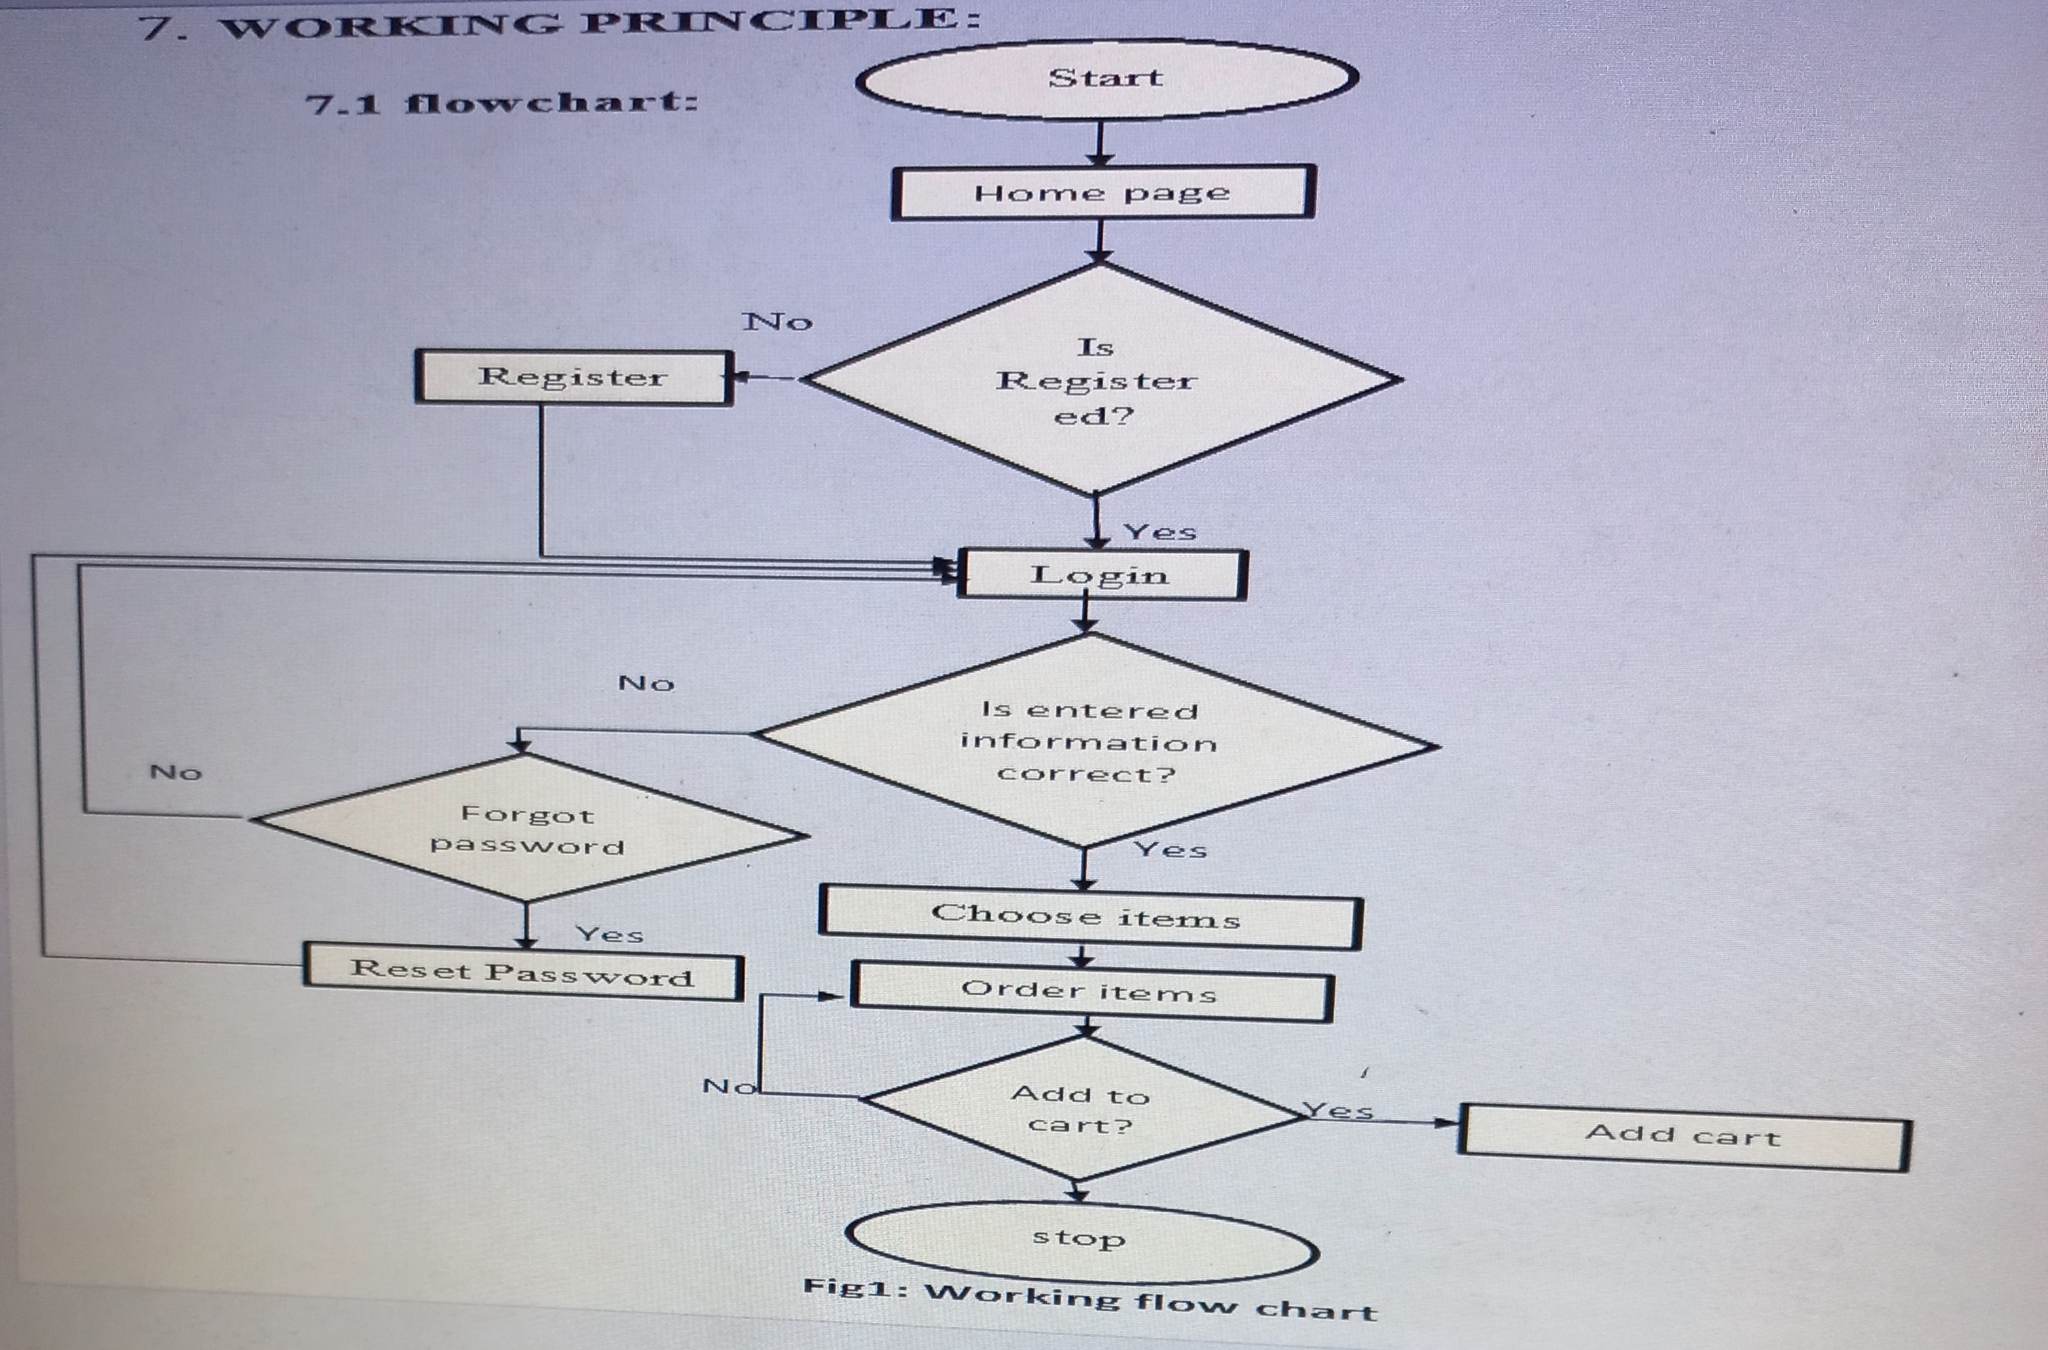 7. WORKING PRINCIPLE:
7.1 flowchart:
Start
Home page
No
Is
Register
ed?
Register
Yes
Login
No
Is entered
information
correct?
No
Forgot
password
Yes
Yes
Choose items
Reset Password
Order items
No
Add to
cart?
Yes
Add cart
stop
Fig1: Working flow chart